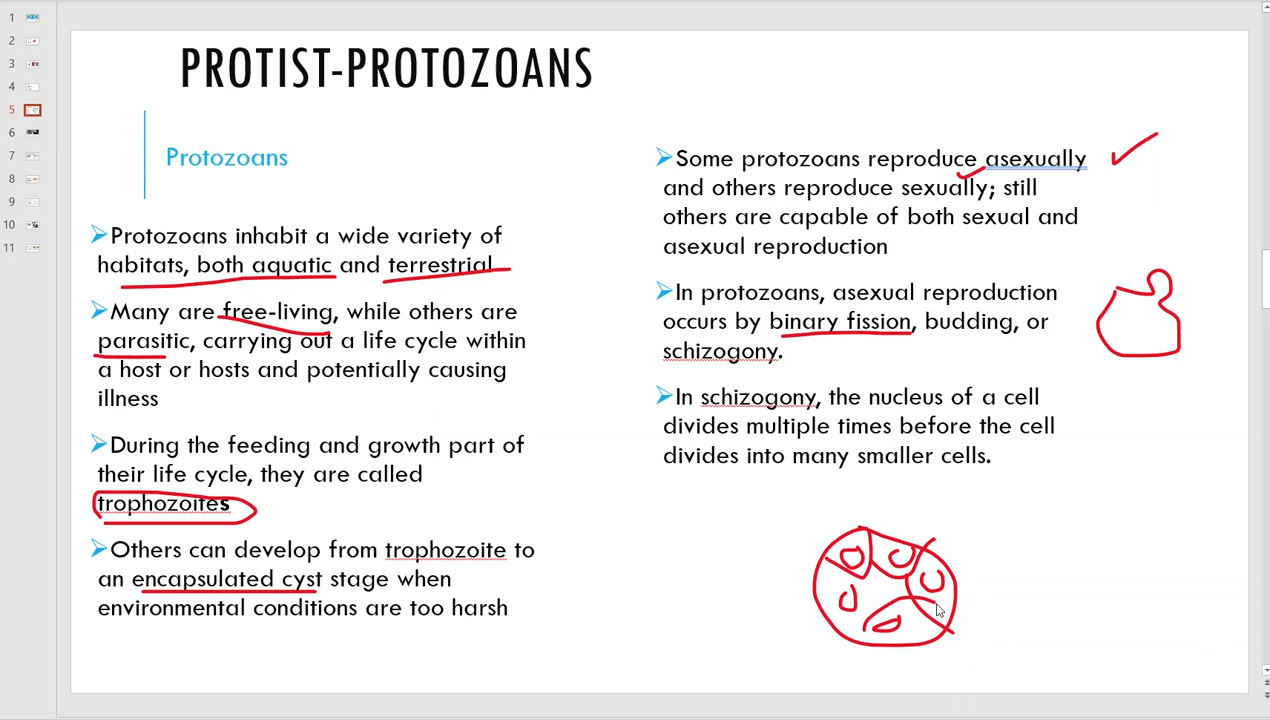 1
2
3
4
5
6
7
8
9
10
11
PROTIST-PROTOZOANS
Protozoans
Protozoans inhabit a wide variety of
habitats, both aquatic and terrestrial
Many are free-living, while others are
parasitic, carrying out a life cycle within
a host or hosts and potentially causing
illness
During the feeding and growth part of
their life cycle, they are called
trophozoites
Others can develop from trophozoite to
an encapsulated cyst stage when
environmental conditions are too harsh
Some protozoans reproduce asexually
and others reproduce sexually; still
others are capable of both sexual and
asexual reproduction
In protozoans, asexual reproduction
occurs by binary fission, budding, or
schizogony.
In schizogony, the nucleus of a cell
divides multiple times before the cell
divides into many smaller cells.